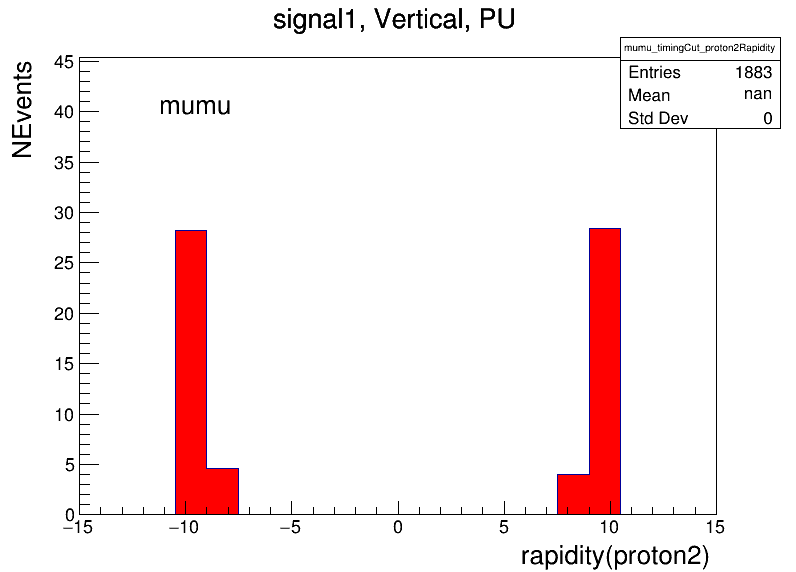 signal1, Vertical, PU
mumu_timingCut_proton2Rapidity
Entries 1883
Mean nan
Std Dev 0
NEvents
mumu
45
40
35
30
25
20
15
10
5
0
−15 −10 −5 0 5 10 15
rapidity(proton2)